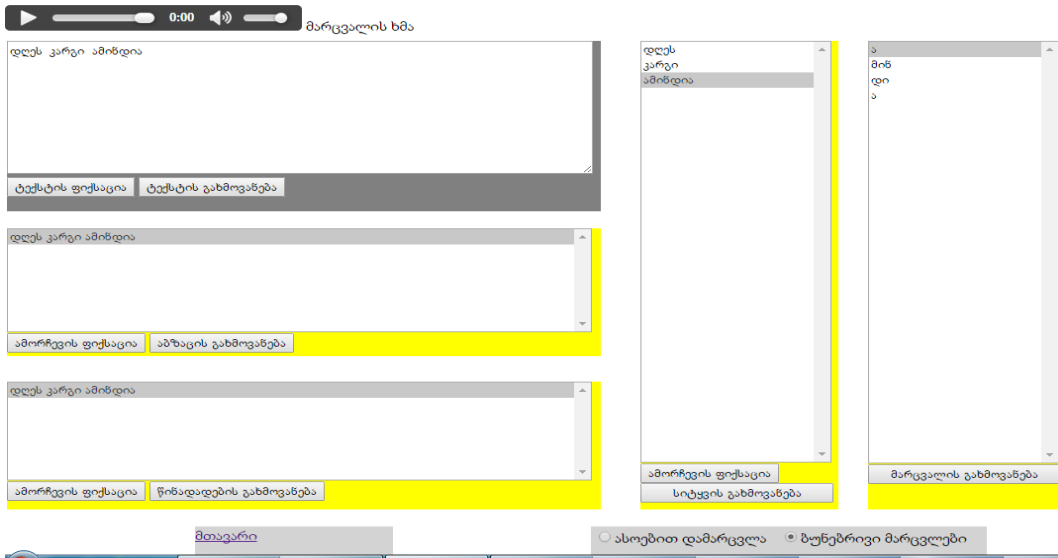 0:00
მარცვალის ხმა
დღეს კარგი ამინდია
ტექსტის ფიქსაცია ტექსტის გახმოვანება
დღეს კარგი ამინდია
ამორჩევის ფიქსაცია აბზაცის გახმოვანება
დღეს კარგი ამინდია
ამორჩევის ფიქსაცია წინადადების გახმოვანება
დღეს
კარგი
ამინდია
ამორჩევის ფიქსაცია
სიტყვის გახმოვანება
ა
მინ
დი
ა
მარცვალის გახმოვანება
მთავარი
ასოებით დამარცვლა ბუნებრივი მარცვლები